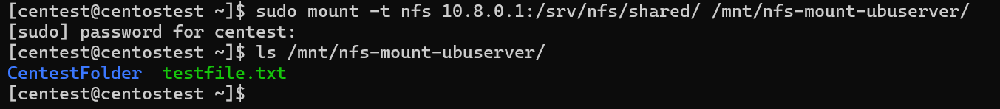 [centest@centostest ~]$ sudo mount -t nfs 10.8.0.1:/srv/nfs/shared/ /mnt/nfs-mount-ubuserver/
[sudo] password for centest:
[centest@centostest ~]$ ls /mnt/nfs-mount-ubuserver/
CentestFolder  testfile.txt
[centest@centostest ~]$